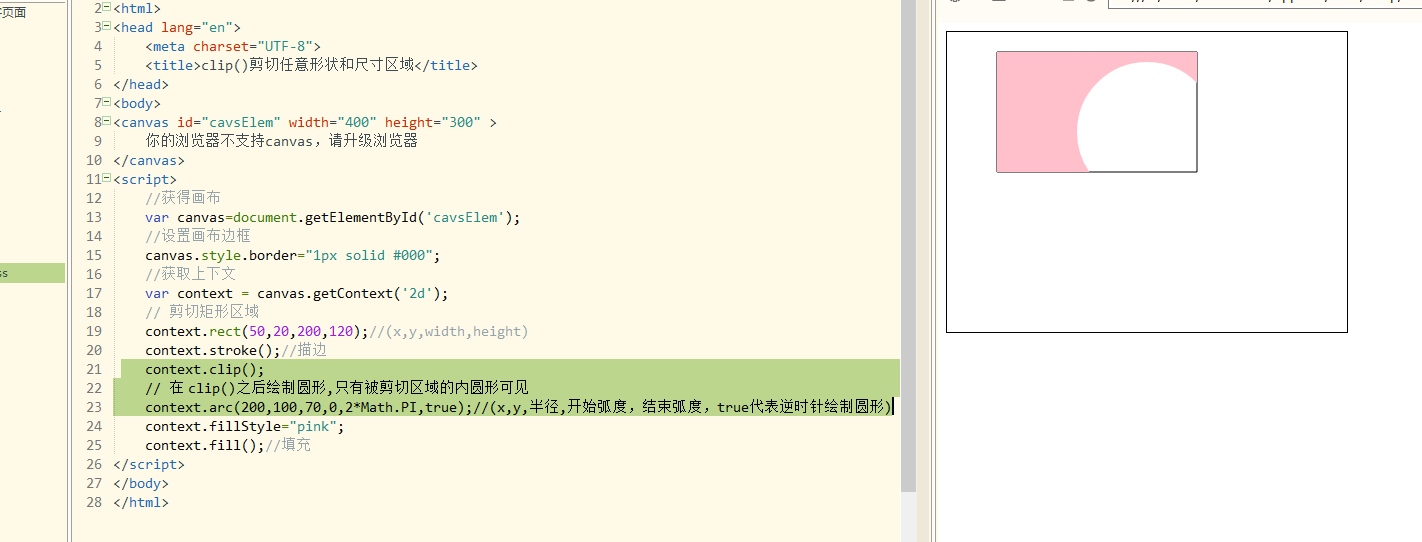 字页面
ss
2 <html>
3 <head lang="en">
4 <meta charset="UTF-8">
5 <title>clip()剪切任意形状和尺寸区域</title>
6 </head>
7 <body>
8 <canvas id="cavsElem" width="400" height="300" >
9 你的浏览器不支持canvas，请升级浏览器
10 </canvas>
11 <script>
12 //获得画布
13 var canvas=document.getElementById('cavsElem');
14 //设置画布边框
15 canvas.style.border="1px solid #000";
16 //获取上下文
17 var context = canvas.getContext('2d');
18 // 剪切矩形区域
19 context.rect(50,20,200,120);//(x,y,width,height)
20 context.stroke();//描边
21 context.clip();
22 // 在 clip()之后绘制圆形,只有被剪切区域的内圆形可见
23 context.arc(200,100,70,0,2*Math.PI,true);//(x,y,半径,开始弧度，结束弧度，true代表逆时针绘制圆形)
24 context.fillStyle="pink";
25 context.fill();//填充
26 </script>
27 </body>
28 </html>